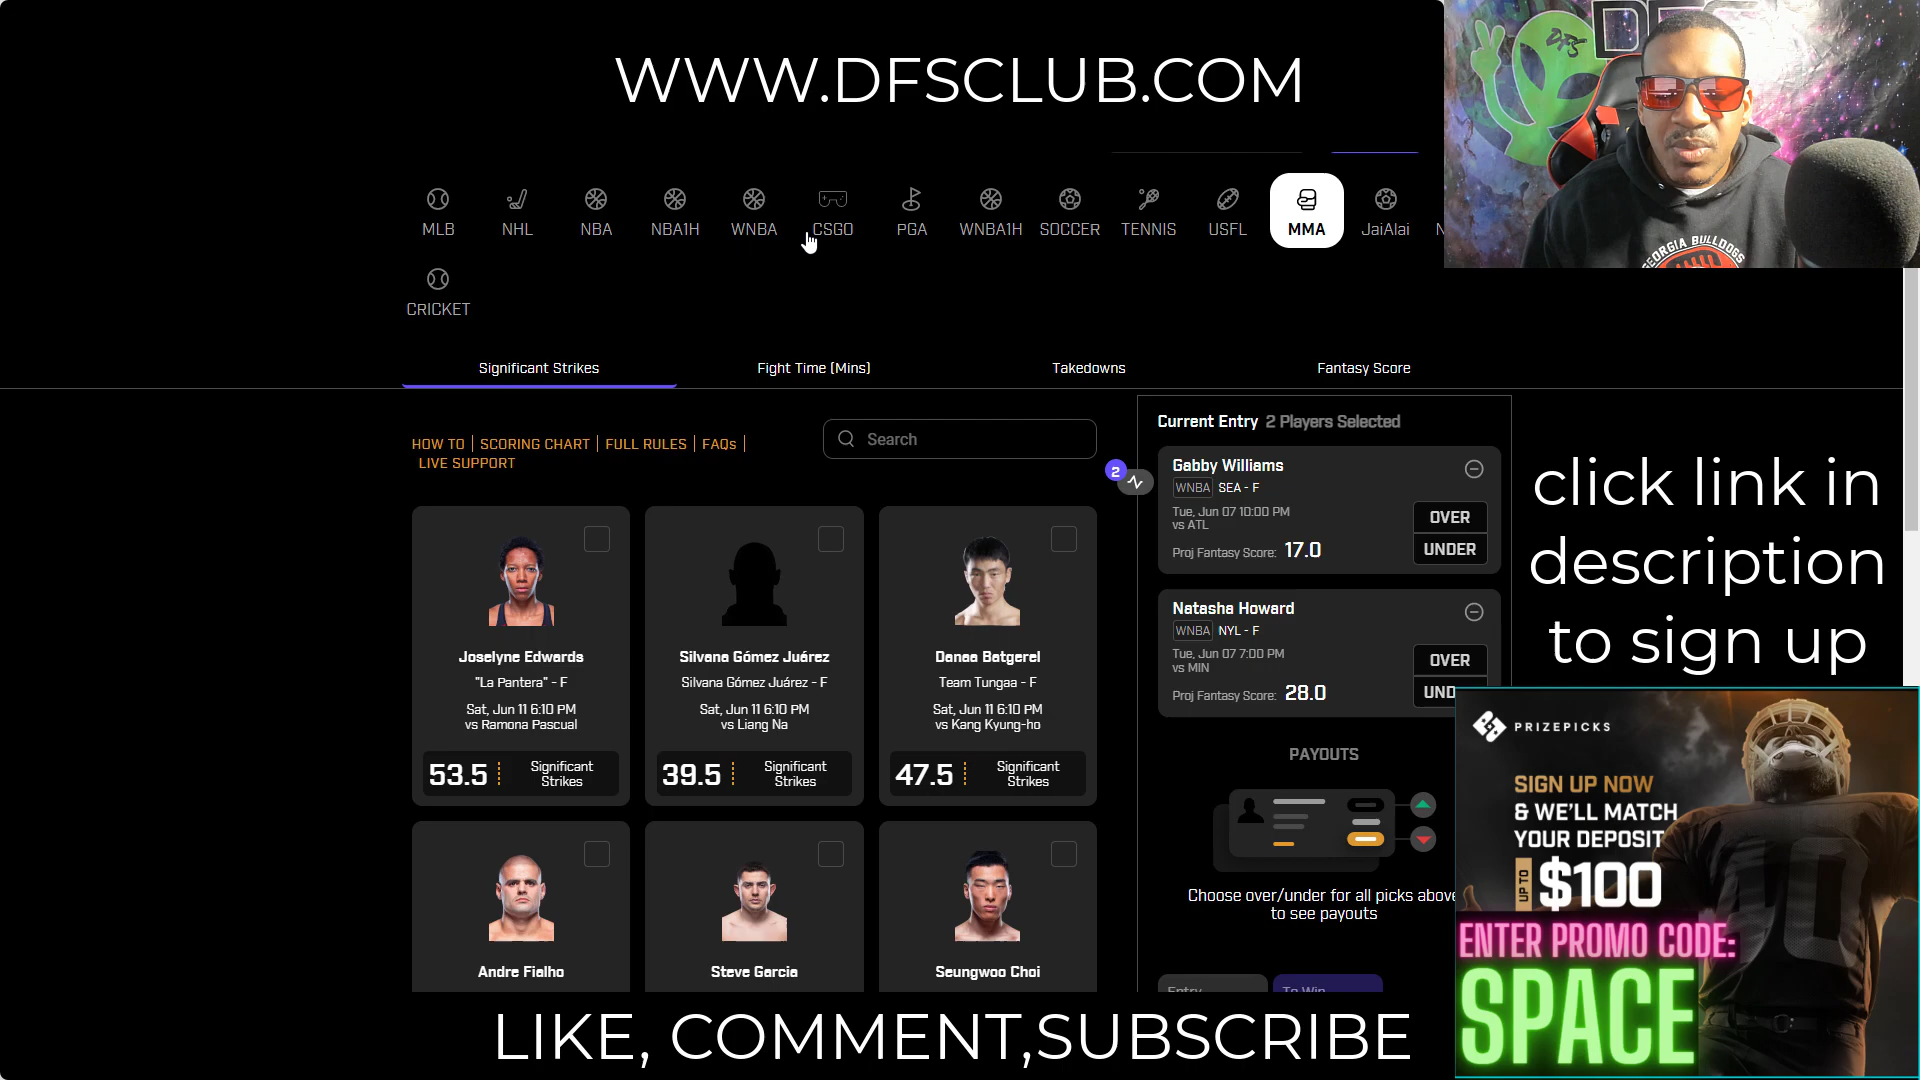 WWW.DFSCLUB.COM
DFS
MLB
NHL
NBA
NBA1H
WNBA
CSGO
PGA
WNBA1H
SOCCER
TENNIS
USFL
MMA
JaiAlai
N
CRICKET
GEORGIA BULLDOGS
Significant Strikes
Fight Time (Mins)
Takedowns
Fantasy Score
HOW TO | SCORING CHART | FULL RULES | FAQs |
LIVE SUPPORT
Search
Joselyne Edwards
"La Pantera" - F
Sat, Jun 11 6:10 PM
vs Ramona Pascual
53.5
Significant
Strikes
Silvana Gómez Juárez
Silvana Gómez Juárez - F
Sat, Jun 11 6:10 PM
vs Liang Na
39.5
Significant
Strikes
Danaa Batgerel
Team Tungaa - F
Sat, Jun 11 6:10 PM
vs Kang Kyung-ho
47.5
Significant
Strikes
Andre Fialho
Steve Garcia
Seungwoo Choi
Current Entry 2 Players Selected
2
Gabby Williams
WNBA SEA - F
Tue, Jun 07 10:00 PM
vs ATL
Proj Fantasy Score: 17.0
OVER
UNDER
Natasha Howard
WNBA NYL - F
Tue, Jun 07 7:00 PM
vs MIN
Proj Fantasy Score: 28.0
OVER
UND
PAYOUTS
Choose over/under for all picks above
to see payouts
Entry
To Win
click link in
description
to sign up
PRIZEPICKS
SIGN UP NOW
& WE'LL MATCH
YOUR DEPOSIT
UP TO $100
ENTER PROMO CODE:
SPACE
LIKE, COMMENT,SUBSCRIBE